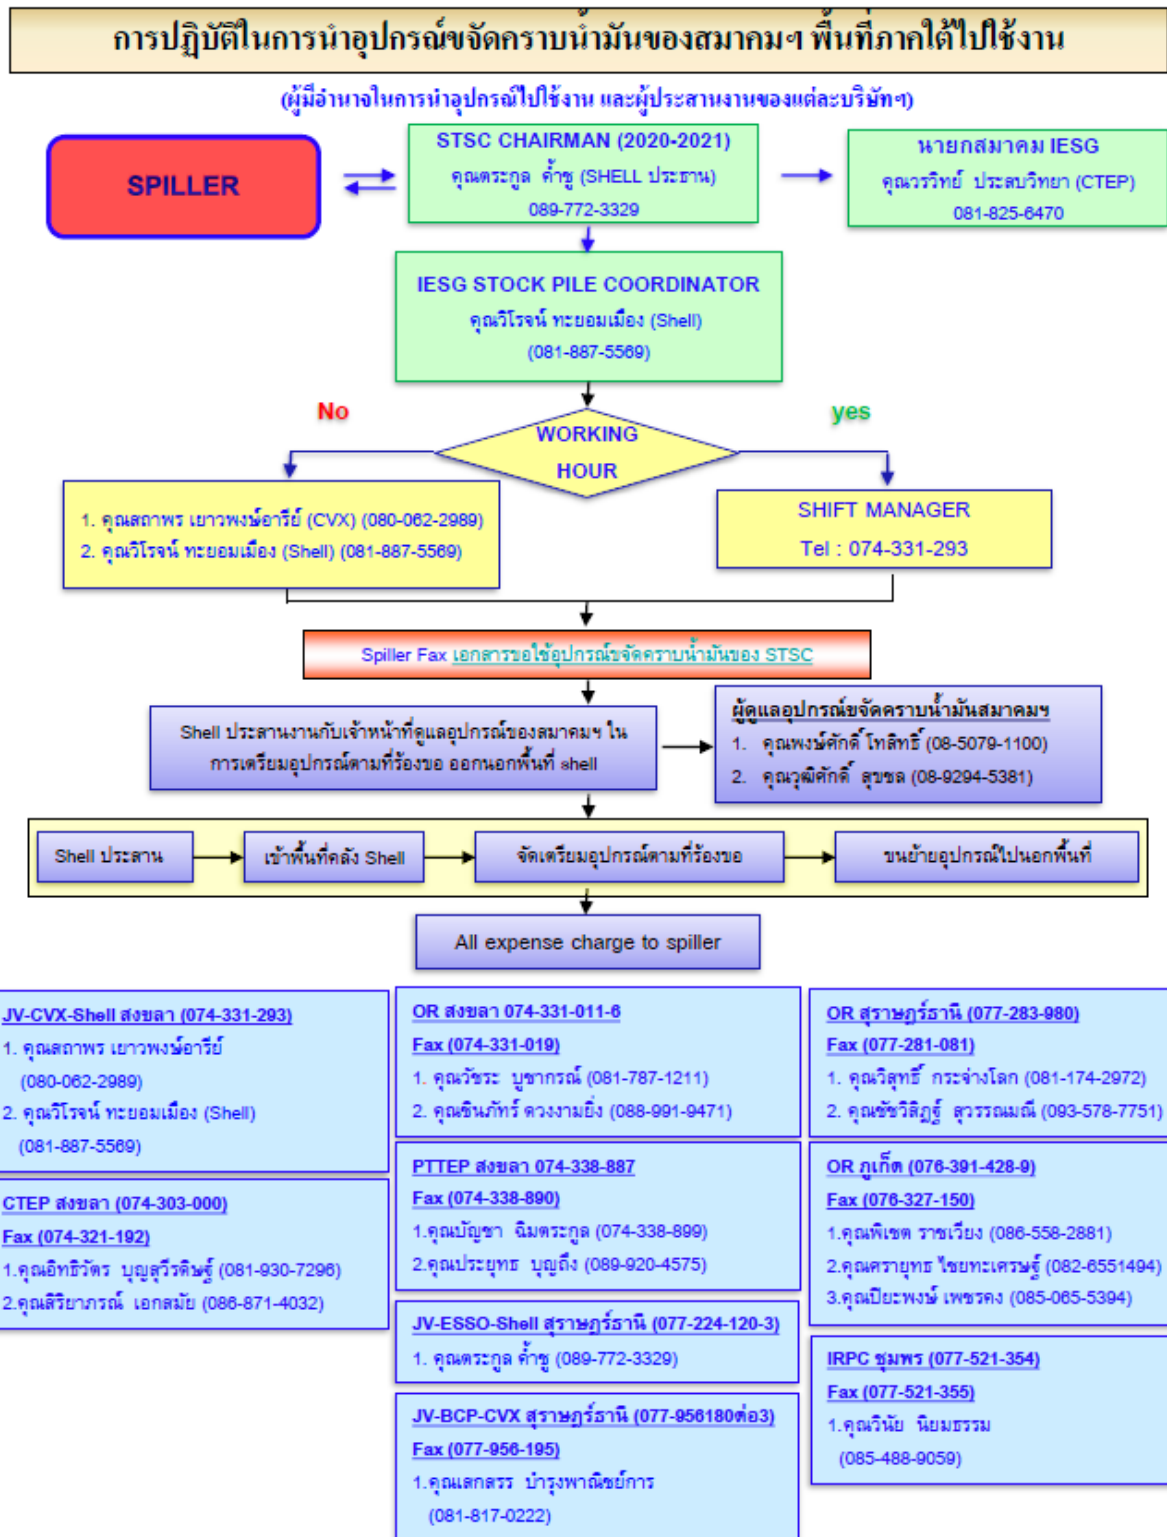 การปฏิบัติในการนำอุปกรณ์ขจัดคราบน้ำมันของสมาคมฯ พื้นที่ภาคใต้ไปใช้งาน
(ผู้มีอำนาจในการนำอุปกรณ์ไปใช้งาน และผู้ประสานงานของแต่ละบริษัทฯ)
SPILLER
STSC CHAIRMAN (2020-2021)
คุณตระกูล ค้ำชู (SHELL ประธาน)
089-772-3329
นายกสมาคม IESG
คุณวรวิทย์ ประสบวิทยา (CTEP)
081-825-6470
IESG STOCK PILE COORDINATOR
คุณวิโรจน์ ทะยอมเมือง (Shell)
(081-887-5569)
No
yes
WORKING
HOUR
1. คุณสถาพร เยาวพงษ์อารีย์ (CVX) (080-062-2989)
2. คุณวิโรจน์ ทะยอมเมือง (Shell) (081-887-5569)
SHIFT MANAGER
Tel : 074-331-293
Spiller Fax เอกสารขอใช้อุปกรณ์ขจัดคราบน้ำมันของ STSC
Shell ประสานงานกับเจ้าหน้าที่ดูแลอุปกรณ์ของสมาคมฯ ใน
การเตรียมอุปกรณ์ตามที่ร้องขอ ออกนอกพื้นที่ shell
ผู้ดูแลอุปกรณ์ขจัดคราบน้ำมันสมาคมฯ
1. คุณพงษ์ศักดิ์ โทสิทธิ์ (08-5079-1100)
2. คุณวุฒิศักดิ์ สุขชล (08-9294-5381)
Shell ประสาน
เข้าพื้นที่คลัง Shell
จัดเตรียมอุปกรณ์ตามที่ร้องขอ
ขนย้ายอุปกรณ์ไปนอกพื้นที่
All expense charge to spiller
JV-CVX-Shell สงขลา (074-331-293)
1. คุณสถาพร เยาวพงษ์อารีย์
(080-062-2989)
2. คุณวิโรจน์ ทะยอมเมือง (Shell)
(081-887-5569)
CTEP สงขลา (074-303-000)
Fax (074-321-192)
1.คุณอิทธิวัตร บุญสุวีรดิษฐ์ (081-930-7296)
2.คุณสิริยาภรณ์ เอกสมัย (086-871-4032)
OR สงขลา 074-331-011-6
Fax (074-331-019)
1. คุณวัชระ บูชากรณ์ (081-787-1211)
2. คุณชินภัทร์ ดวงงามยิ่ง (088-991-9471)
PTTEP สงขลา 074-338-887
Fax (074-338-890)
1.คุณบัญชา ฉิมตระกูล (074-338-899)
2.คุณประยุทธ บุญถึง (089-920-4575)
JV-ESSO-Shell สุราษฎร์ธานี (077-224-120-3)
1. คุณตระกูล ค้ำชู (089-772-3329)
JV-BCP-CVX สุราษฎร์ธานี (077-956180ต่อ3)
Fax (077-956-195)
1.คุณเสกสรร บำรุงพาณิชย์การ
(081-817-0222)
OR สุราษฎร์ธานี (077-283-980)
Fax (077-281-081)
1. คุณวิสุทธิ์ กระจ่างโลก (081-174-2972)
2. คุณชัชวิสิฏฐ์ สุวรรณมณี (093-578-7751)
OR ภูเก็ต (076-391-428-9)
Fax (076-327-150)
1.คุณพิเชต ราชเวียง (086-558-2881)
2.คุณศรายุทธ ไชยทะเศรษฐ์ (082-6551494)
3.คุณปิยะพงษ์ เพชรคง (085-065-5394)
IRPC ชุมพร (077-521-354)
Fax (077-521-355)
1.คุณวินัย นิยมธรรม
(085-488-9059)